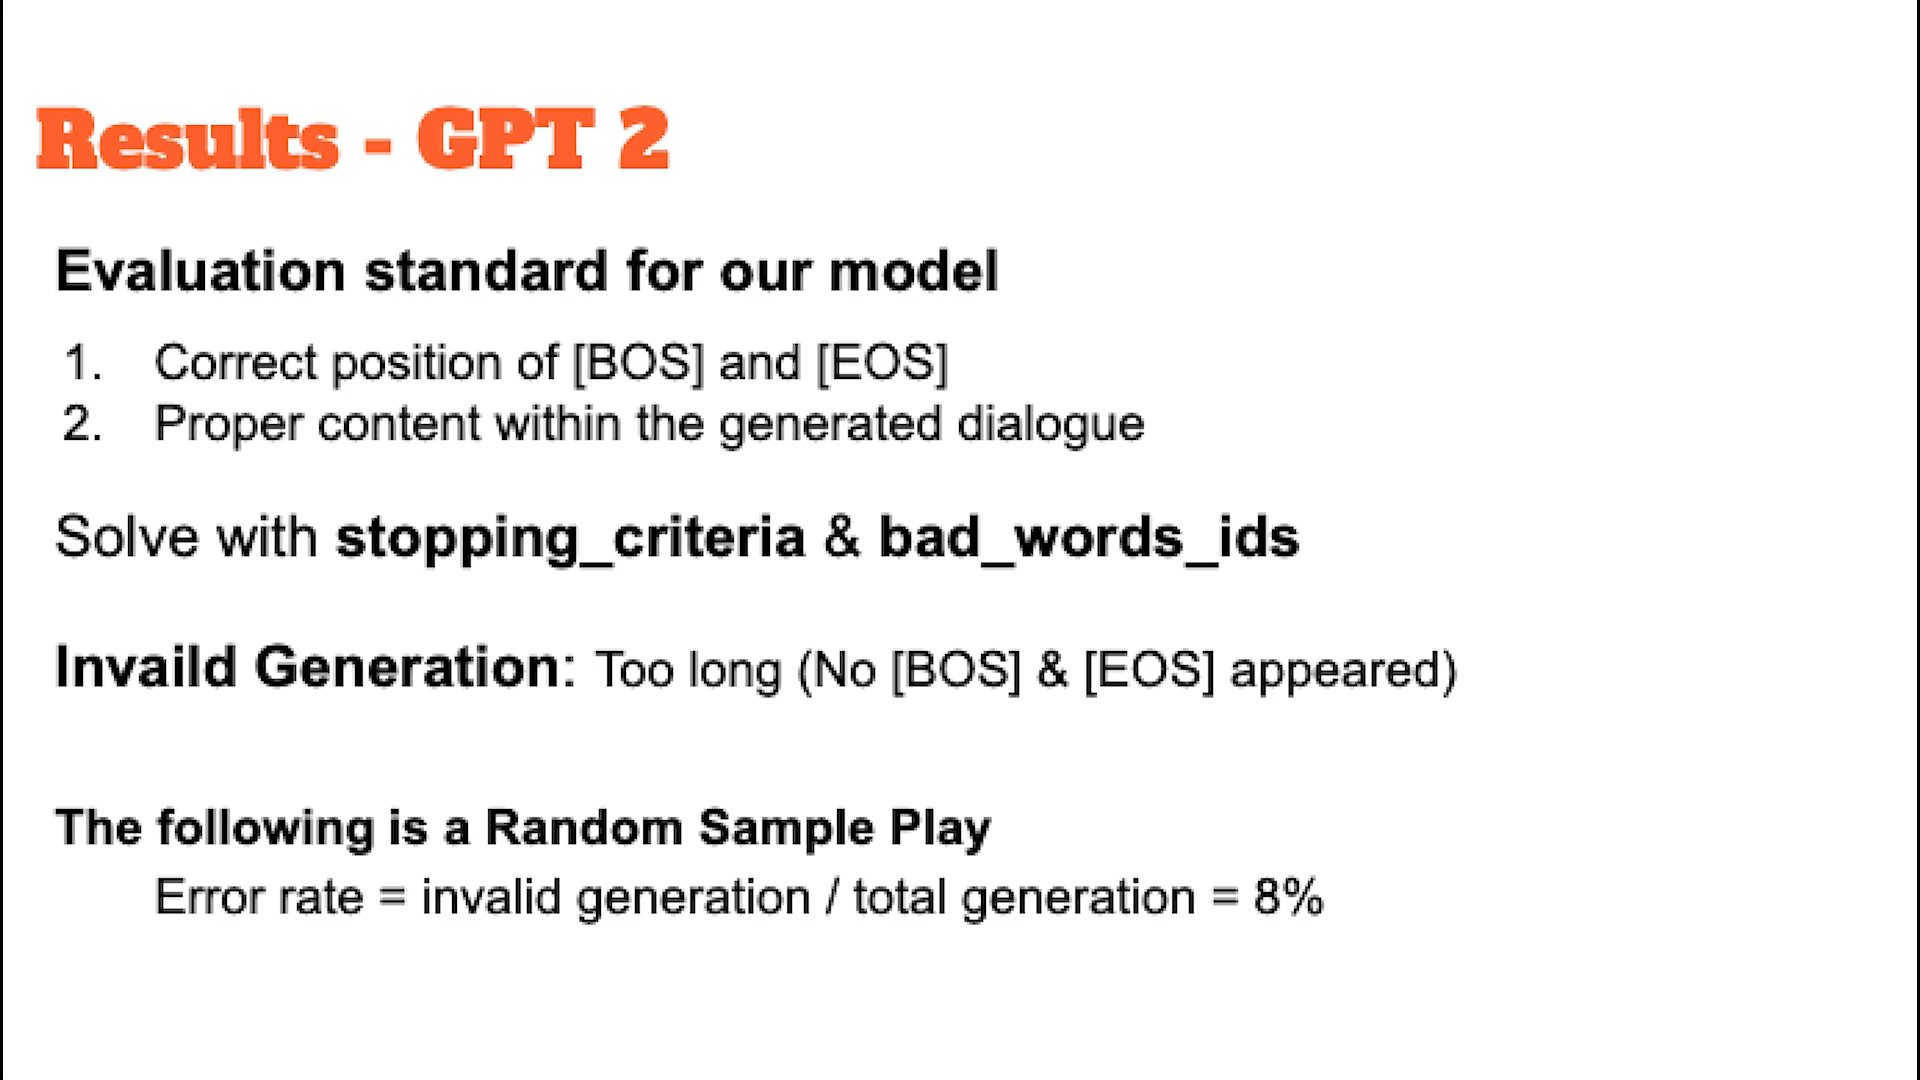 Results - GPT 2
Evaluation standard for our model
1. Correct position of [BOS] and [EOS]
2. Proper content within the generated dialogue
Solve with stopping_criteria & bad_words_ids
Invaild Generation: Too long (No [BOS] & [EOS] appeared)
The following is a Random Sample Play
Error rate = invalid generation / total generation = 8%